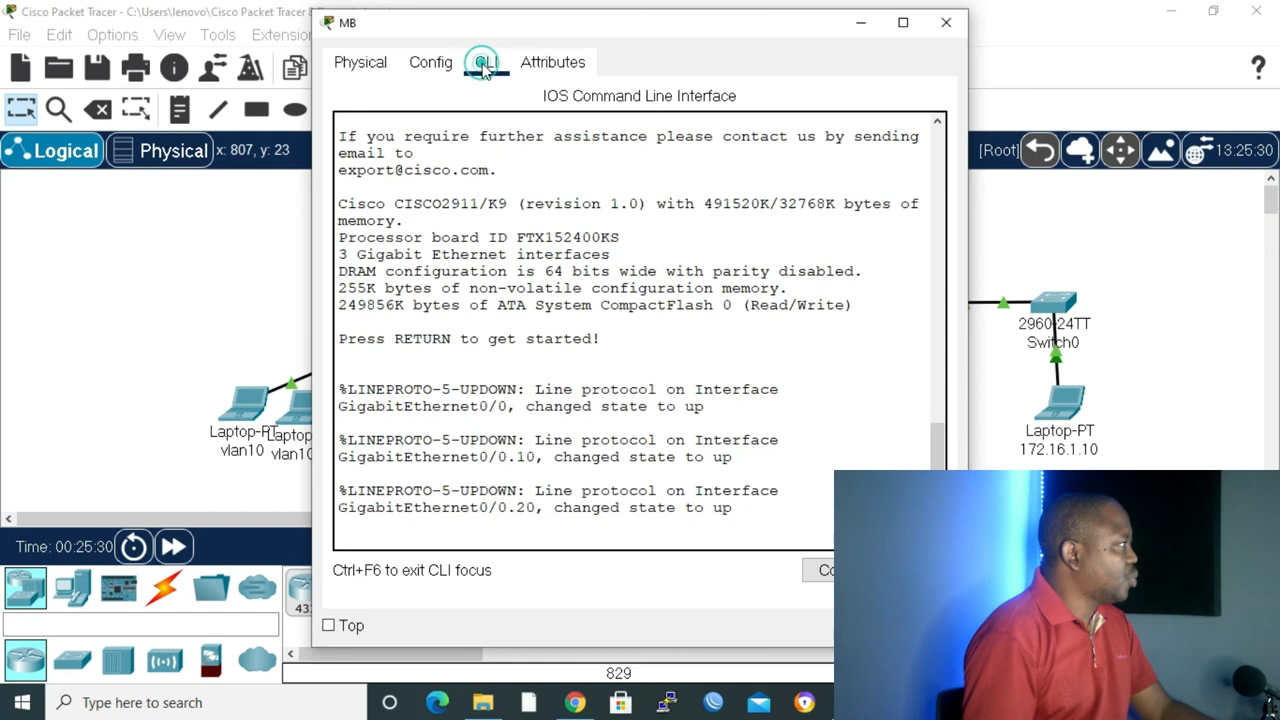 Cisco Packet Tracer - C:\Users\lenovo\Cisco Packet Tracer
MB
File Edit Options View Tools Extension
Physical Config CLI Attributes
IOS Command Line Interface
Logical Physical x: 807, y: 23
[Root] 13:25:30
If you require further assistance please contact us by sending
email to
export@cisco.com.
Cisco CISCO2911/K9 (revision 1.0) with 491520K/32768K bytes of
memory.
Processor board ID FTX152400KS
3 Gigabit Ethernet interfaces
DRAM configuration is 64 bits wide with parity disabled.
255K bytes of non-volatile configuration memory.
249856K bytes of ATA System CompactFlash 0 (Read/Write)
Press RETURN to get started!
%LINEPROTO-5-UPDOWN: Line protocol on Interface
GigabitEthernet0/0, changed state to up
%LINEPROTO-5-UPDOWN: Line protocol on Interface
GigabitEthernet0/0.10, changed state to up
%LINEPROTO-5-UPDOWN: Line protocol on Interface
GigabitEthernet0/0.20, changed state to up
2960-24TT
Switch0
Laptop-PT
172.16.1.10
Laptop-PT
vlan10
Laptop
vlan10
Ctrl+F6 to exit CLI focus
Co
Top
Time: 00:25:30
43
829
Type here to search